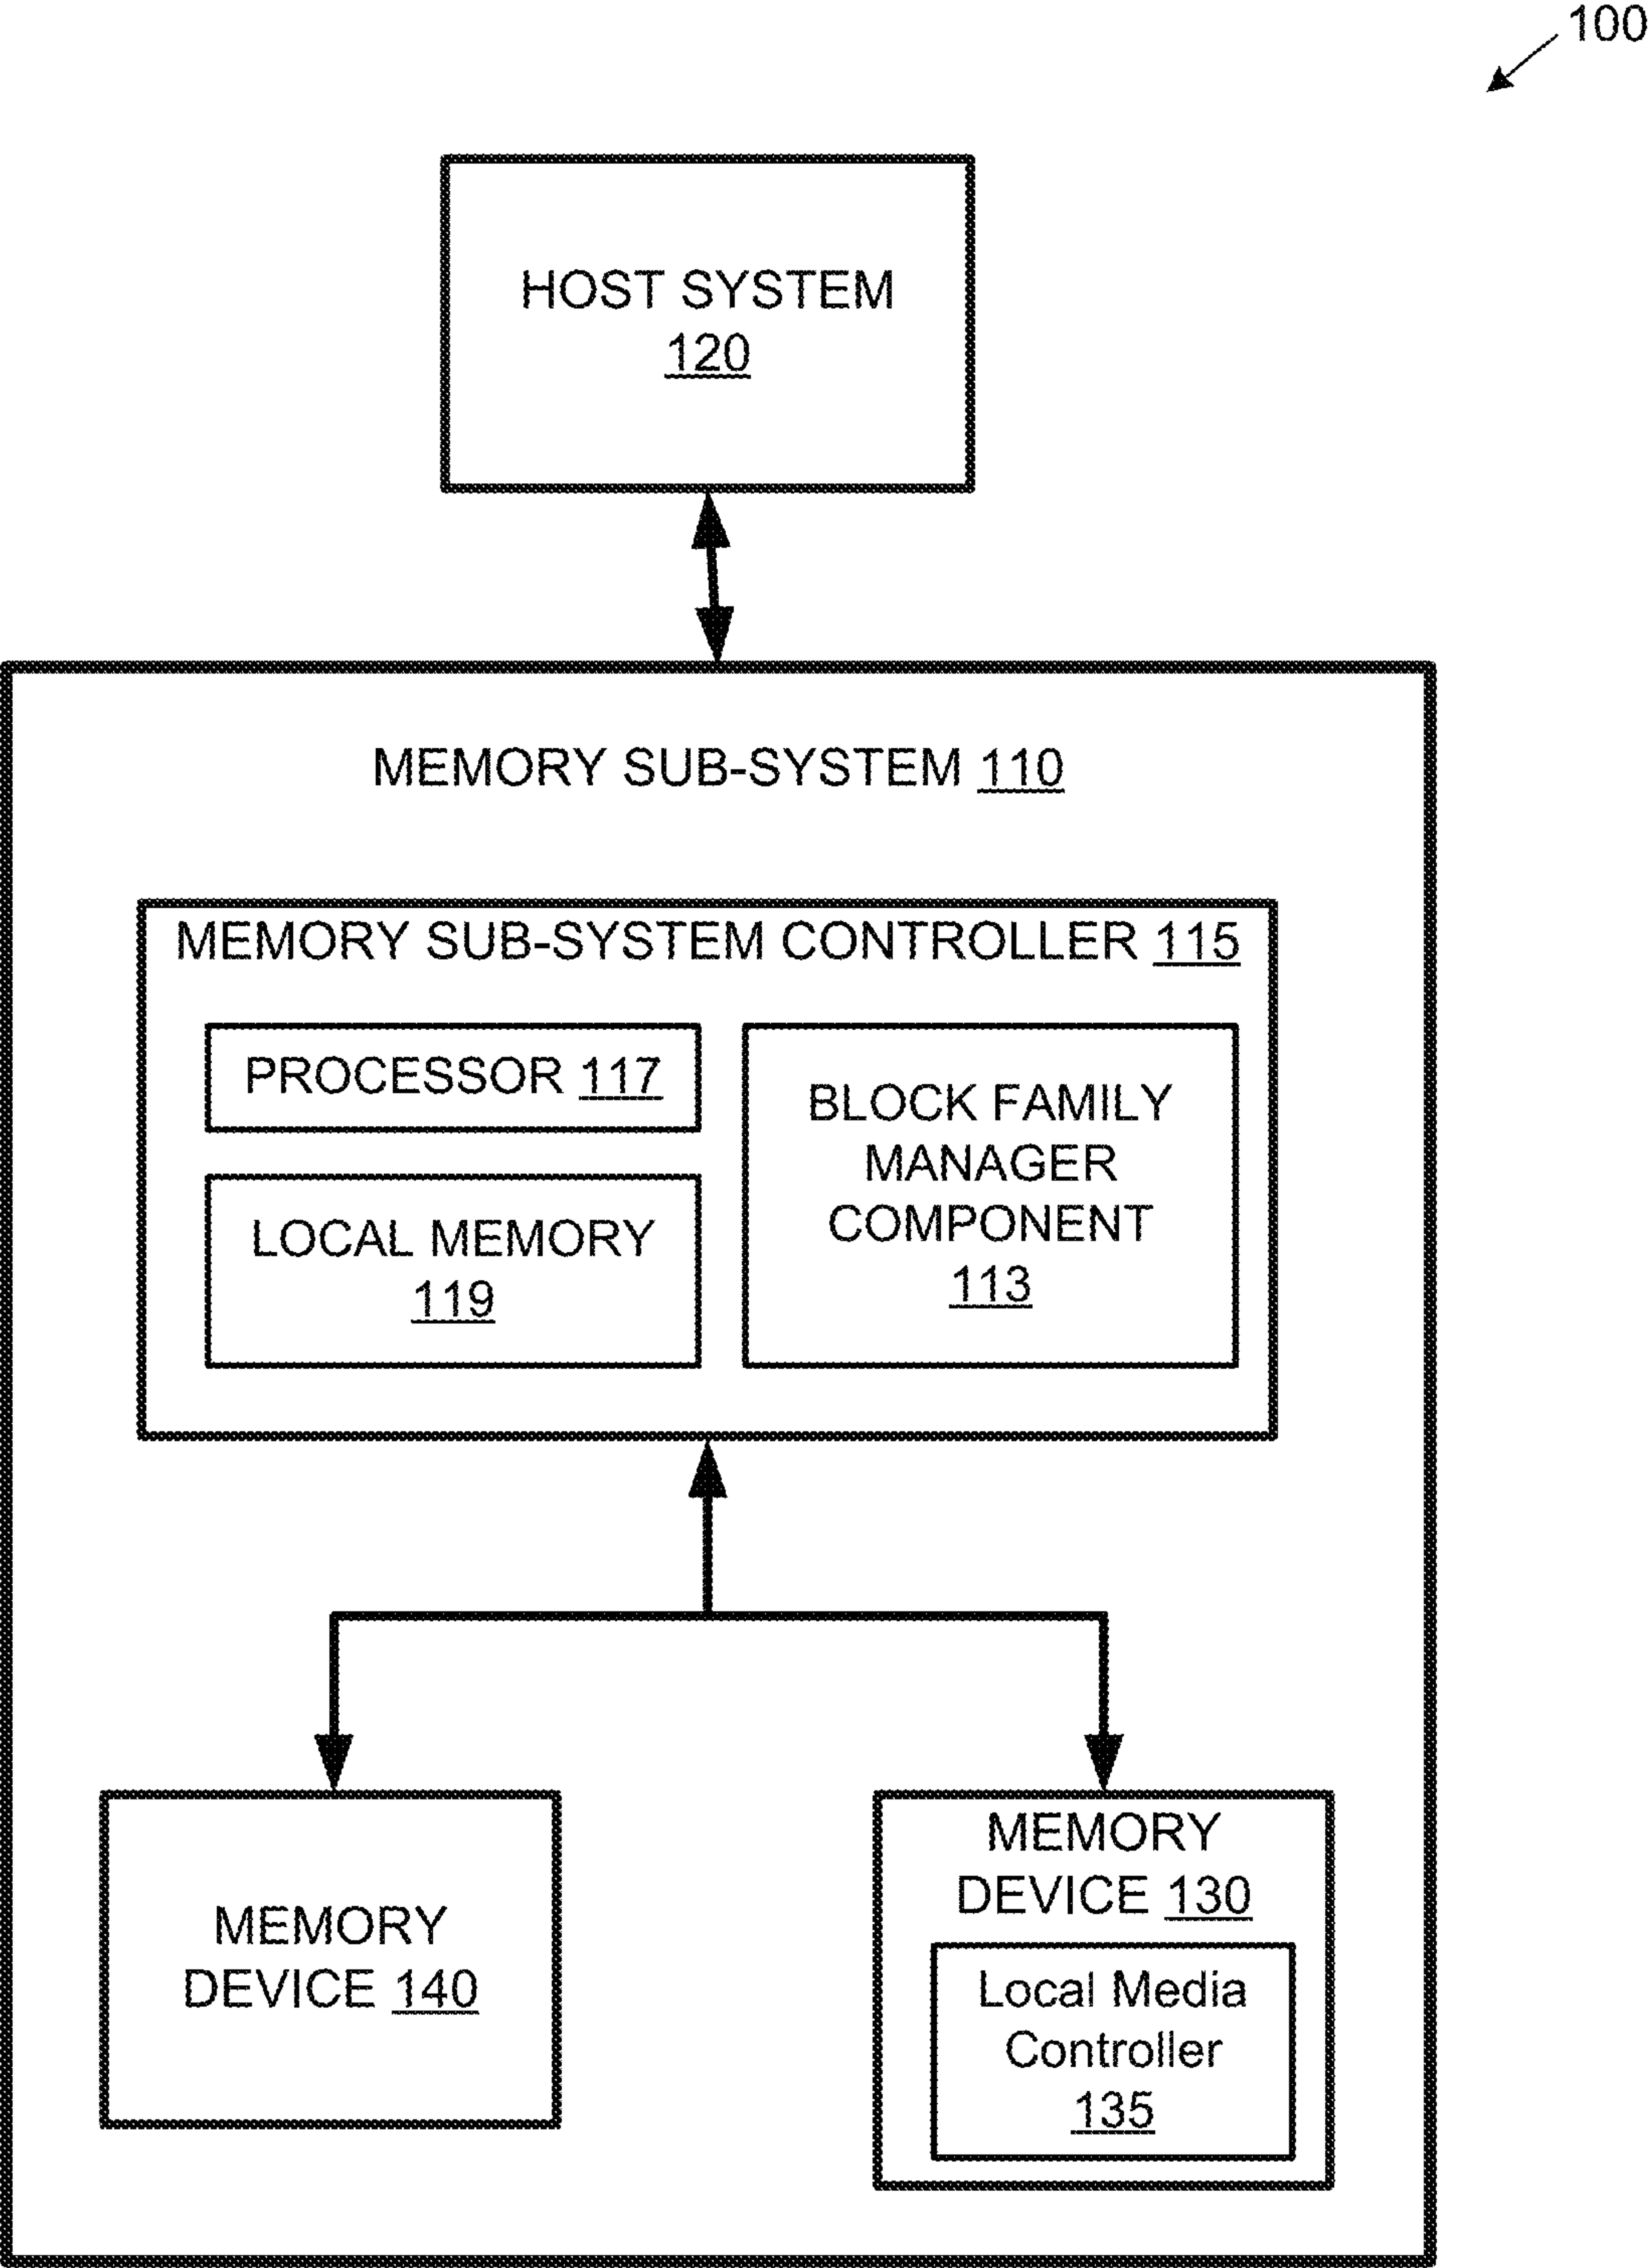 100
HOST SYSTEM
120
MEMORY SUB-SYSTEM 110
MEMORY SUB-SYSTEM CONTROLLER 115
PROCESSOR 117
LOCAL MEMORY
119
BLOCK FAMILY
MANAGER
COMPONENT
113
MEMORY
DEVICE 140
MEMORY
DEVICE 130
Local Media
Controller
135